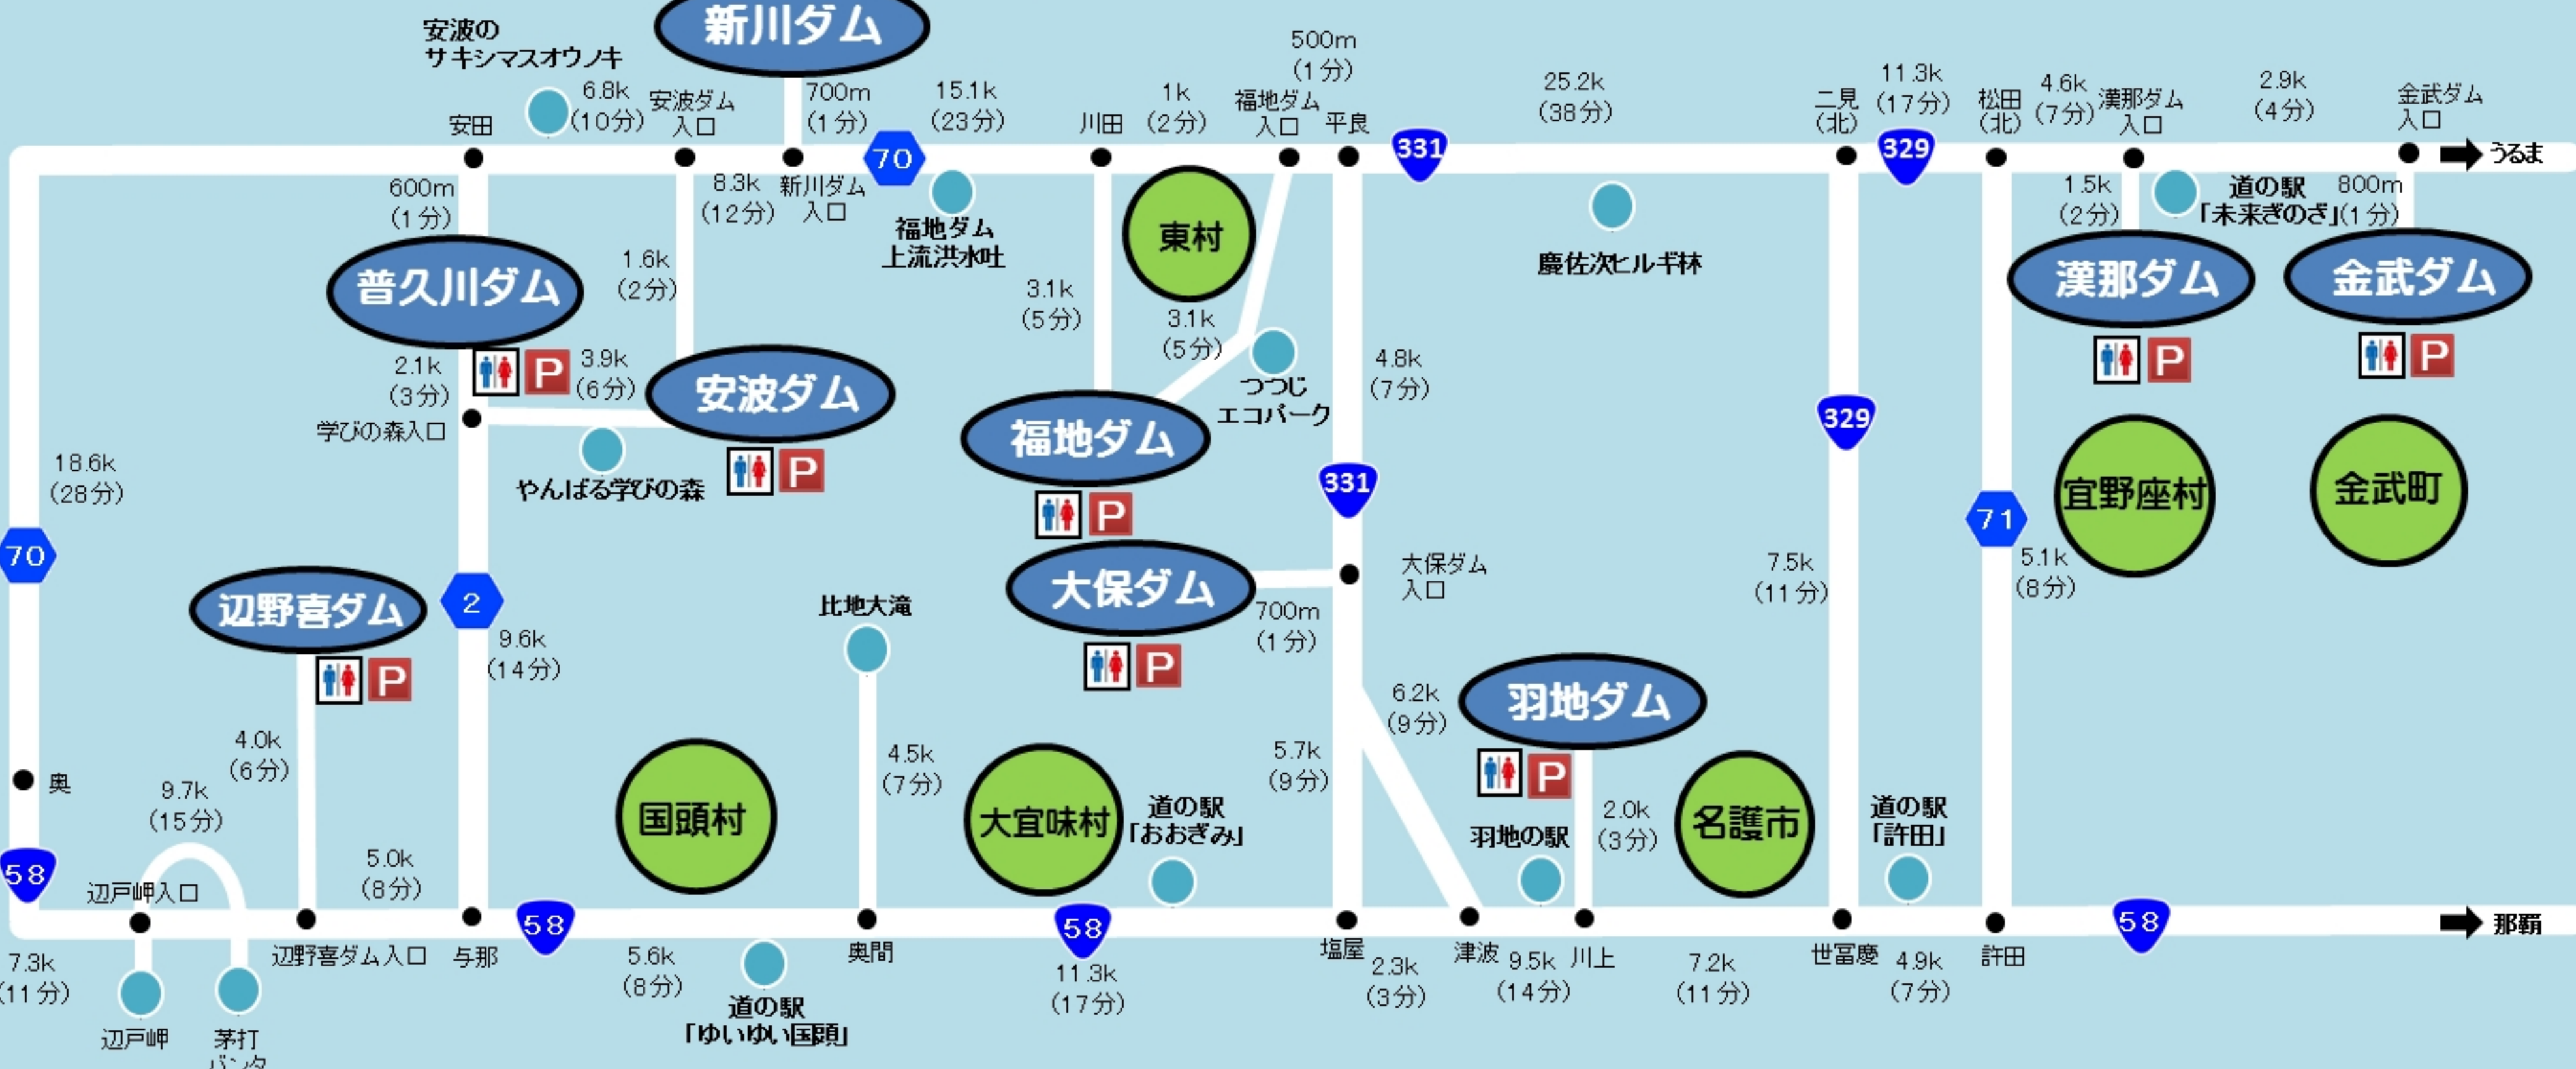 新川ダム
安波の
サキシマスオウノキ
6.8k
(10分)
安田
安波ダム
入口
700m
(1分)
新川ダム
入口
8.3k
(12分)
70
15.1k
(23分)
福地ダム
上流洪水吐
川田
1k
(2分)
福地ダム
入口
500m
(1分)
平良
331
25.2k
(38分)
慶佐次ヒルギ林
二見
(北)
11.3k
(17分)
329
松田
(北)
4.6k
(7分)
漢那ダム
入口
2.9k
(4分)
金武ダム
入口
うるま
600m
(1分)
普久川ダム
P
2.1k
(3分)
学びの森入口
3.9k
(6分)
やんばる学びの森
1.6k
(2分)
安波ダム
P
東村
3.1k
(5分)
3.1k
(5分)
つつじ
エコパーク
福地ダム
P
4.8k
(7分)
331
大保ダム
P
700m
(1分)
大保ダム
入口
1.5k
(2分)
道の駅
「未来ぎのざ」
800m
(1分)
漢那ダム
P
金武ダム
P
宜野座村
金武町
329
7.5k
(11分)
71
5.1k
(8分)
18.6k
(28分)
70
辺野喜ダム
P
2
9.6k
(14分)
比地大滝
4.5k
(7分)
4.0k
(6分)
奥
9.7k
(15分)
58
辺戸岬入口
5.0k
(8分)
国頭村
大宜味村
道の駅
「おおぎみ」
5.7k
(9分)
6.2k
(9分)
羽地ダム
P
羽地の駅
2.0k
(3分)
名護市
道の駅
「許田」
7.3k
(11分)
辺戸岬
茅打
バンタ
辺野喜ダム入口
与那
58
5.6k
(8分)
道の駅
「ゆいゆい国頭」
奥間
58
11.3k
(17分)
塩屋
2.3k
(3分)
津波
9.5k
(14分)
川上
7.2k
(11分)
世冨慶
4.9k
(7分)
許田
58
那覇